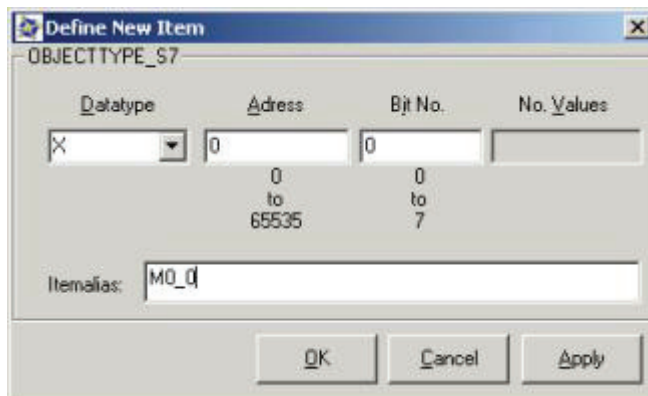 Define New Item
OBJECTTYPE_S7
Datatype Adress Bit No. No. Values
X 0 0
0 0
to to
65535 7
Itemalias: M0_0
OK Cancel Apply